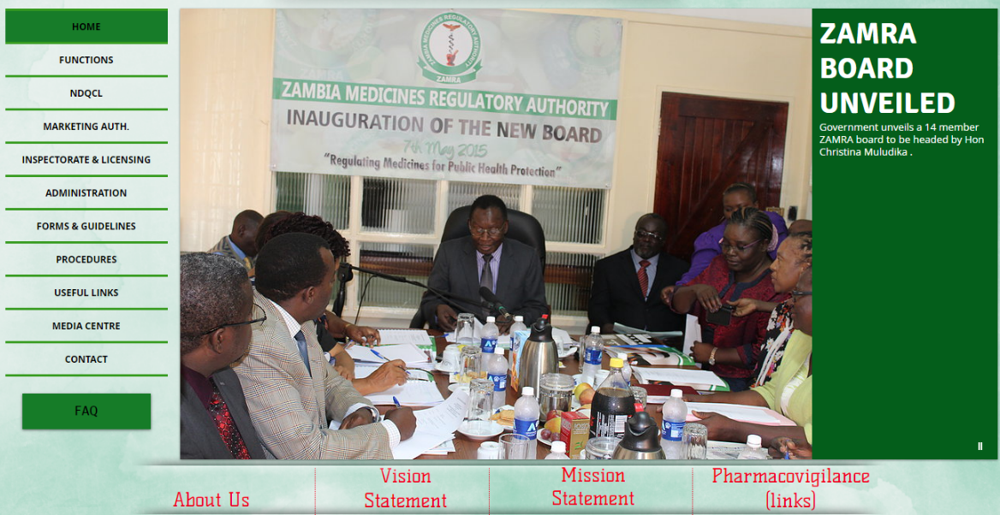 HOME
FUNCTIONS
NDQCL
MARKETING AUTH.
INSPECTORATE & LICENSING
ADMINISTRATION
FORMS & GUIDELINES
PROCEDURES
USEFUL LINKS
MEDIA CENTRE
CONTACT
FAQ
ZAMBIA MEDICINES REGULATORY AUTHORITY
ZAMRA
ZAMBIA MEDICINES REGULATORY AUTHORITY
INAUGURATION OF THE NEW BOARD
7th May 2015
“Regulating Medicines for Public Health Protection”
ZAMRA
BOARD
UNVEILED
Government unveils a 14 member
ZAMRA board to be headed by Hon
Christina Muludika .
About Us
Vision
Statement
Mission
Statement
Pharmacovigilance
(links)